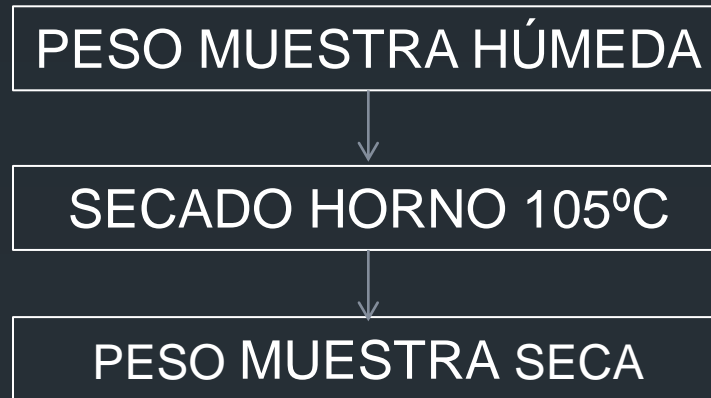 PESO MUESTRA HÚMEDA
SECADO HORNO 105ºC
PESO MUESTRA SECA